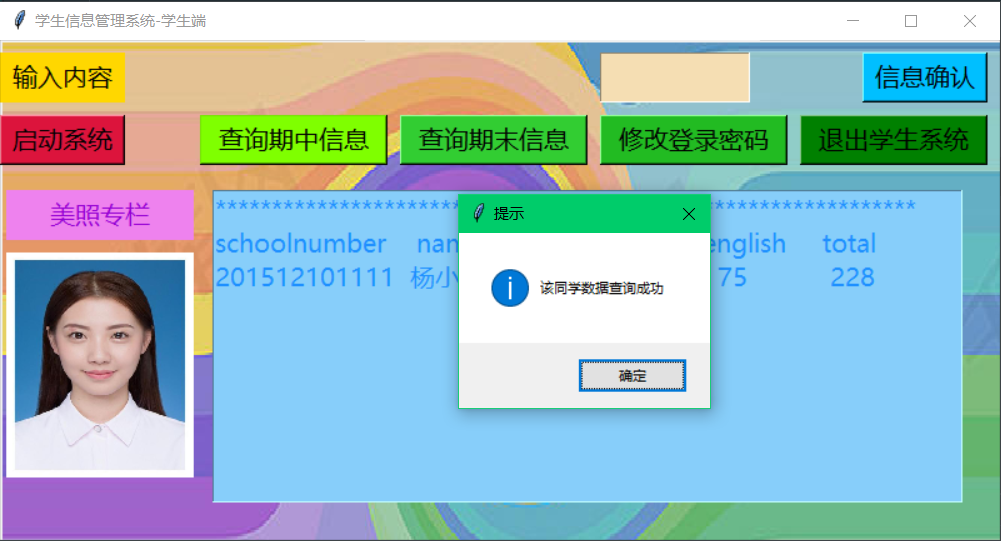 学生信息管理系统-学生端
输入内容
信息确认
启动系统 查询期中信息 查询期末信息 修改登录密码 退出学生系统
美照专栏
提示
schoolnumber english total
201512101111 杨小 75 228
该同学数据查询成功
确定